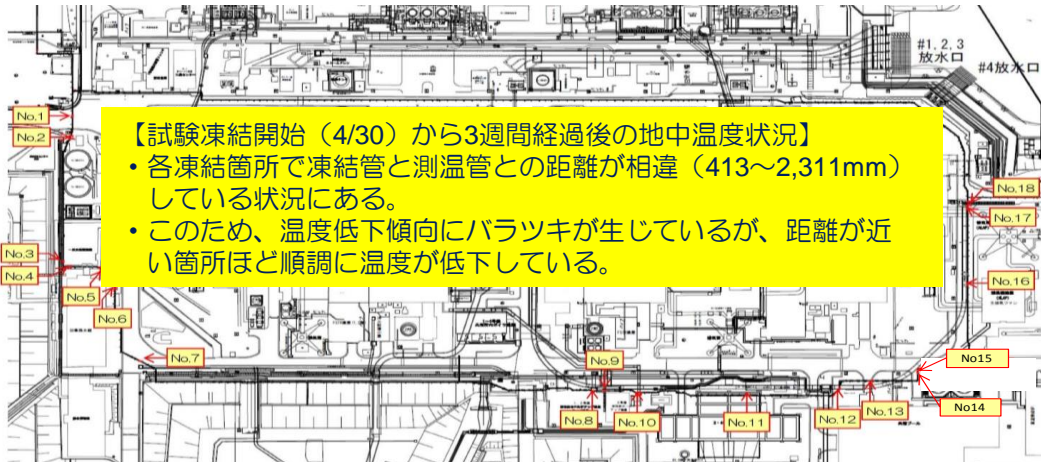 #1, 2, 3
放水口
#4放水口
No.1
No.2
【試験凍結開始（4/30）から3週間経過後の地中温度状況】
・各凍結箇所で凍結管と測温管との距離が相違（413～2,311mm）
している状況にある。
・このため、温度低下傾向にバラツキが生じているが、距離が近
い箇所ほど順調に温度が低下している。
No.18
No.17
No.3
No.4
No.5
No.6
No.16
No.7
No.9
No15
No14
No.8
No.10
No.11
No.12
No.13